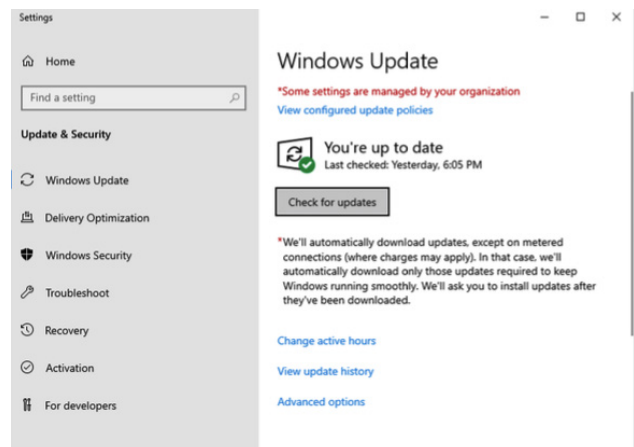 Settings
Home
Find a setting
Update & Security
Windows Update
Delivery Optimization
Windows Security
Troubleshoot
Recovery
Activation
For developers
Windows Update
*Some settings are managed by your organization
View configured update policies
You're up to date
Last checked: Yesterday, 6:05 PM
Check for updates
*We'll automatically download updates, except on metered
connections (where charges may apply). In that case, we'll
automatically download only those updates required to keep
Windows running smoothly. We'll ask you to install updates after
they've been downloaded.
Change active hours
View update history
Advanced options